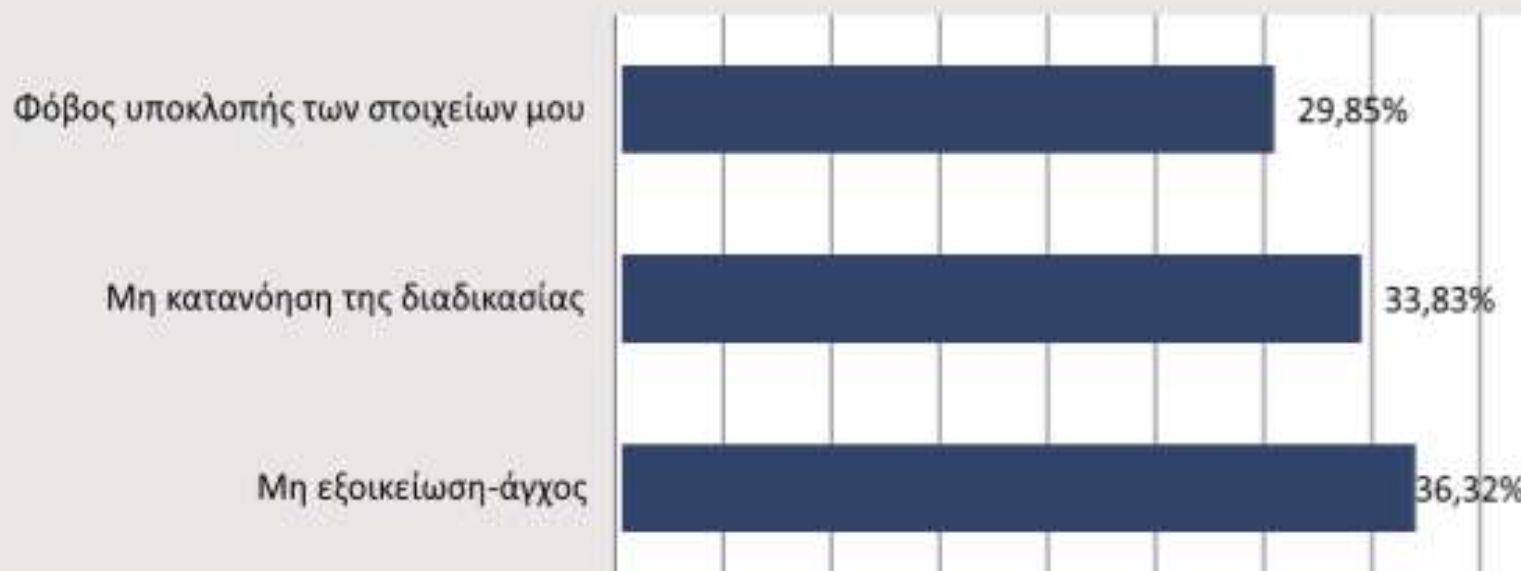 Φόβος υποκλοπής των στοιχείων μου 29,85%
Μη κατανόηση της διαδικασίας 33,83%
Μη εξοικείωση-άγχος 36,32%